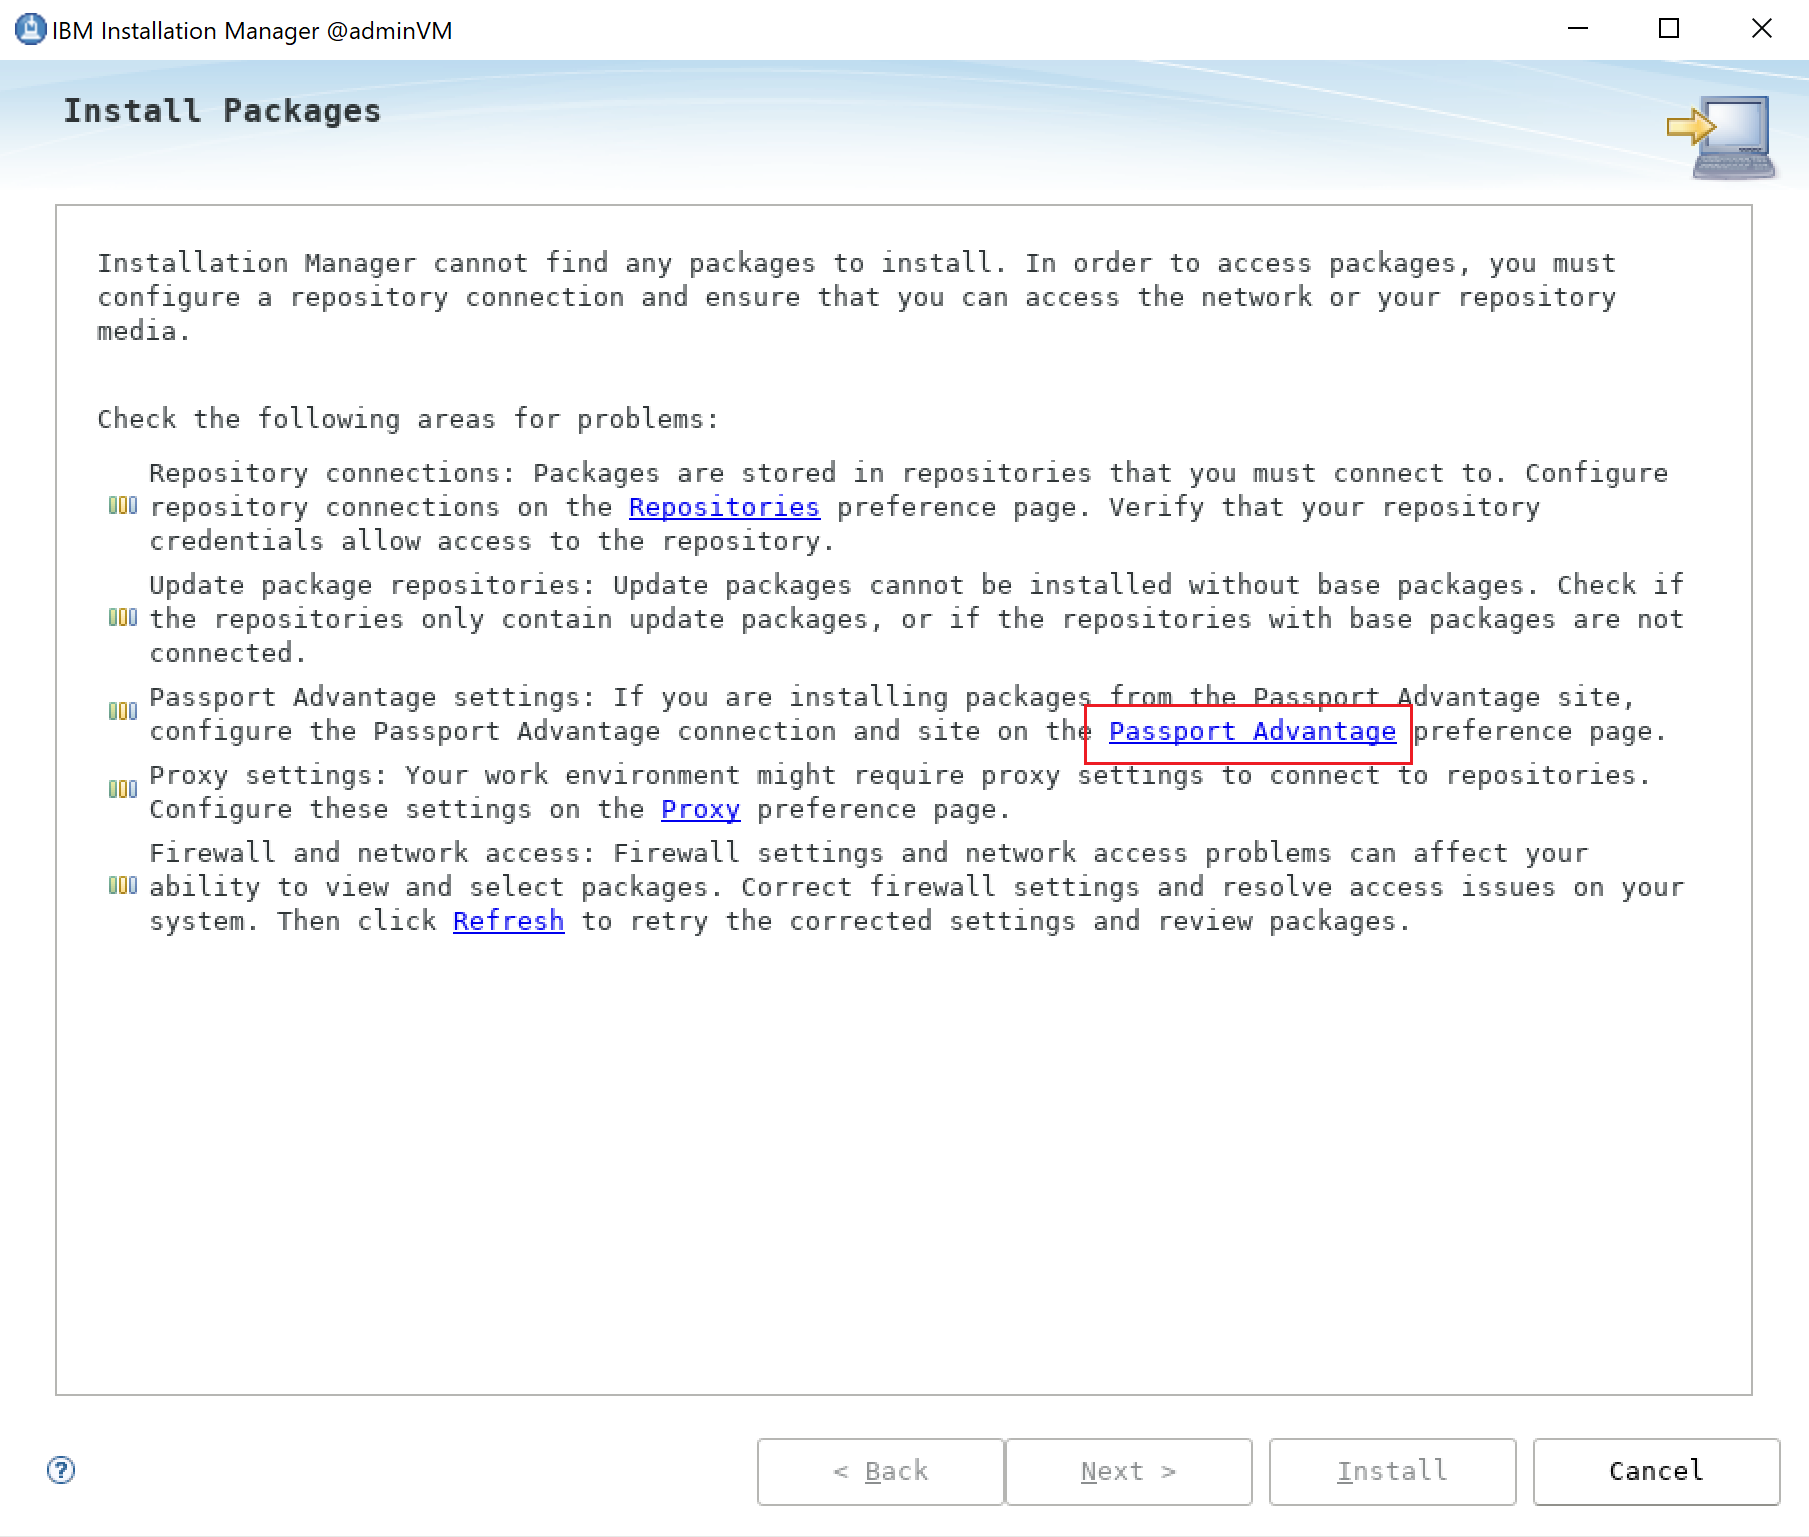 IBM Installation Manager @adminVM
Install Packages
Installation Manager cannot find any packages to install. In order to access packages, you must
configure a repository connection and ensure that you can access the network or your repository
media.
Check the following areas for problems:
Repository connections: Packages are stored in repositories that you must connect to. Configure
repository connections on the Repositories preference page. Verify that your repository
credentials allow access to the repository.
Update package repositories: Update packages cannot be installed without base packages. Check if
the repositories only contain update packages, or if the repositories with base packages are not
connected.
Passport Advantage settings: If you are installing packages from the Passport Advantage site,
configure the Passport Advantage connection and site on the Passport Advantage preference page.
Proxy settings: Your work environment might require proxy settings to connect to repositories.
Configure these settings on the Proxy preference page.
Firewall and network access: Firewall settings and network access problems can affect your
ability to view and select packages. Correct firewall settings and resolve access issues on your
system. Then click Refresh to retry the corrected settings and review packages.
? < Back Next > Install Cancel